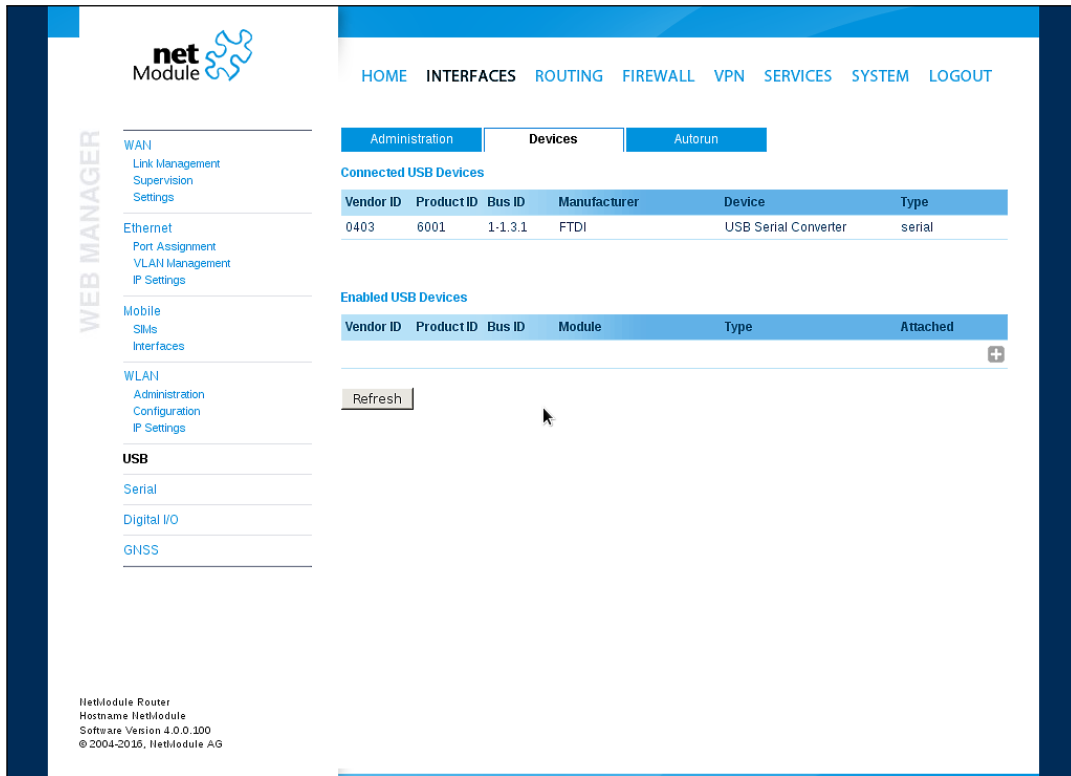 net
Module
HOME INTERFACES ROUTING FIREWALL VPN SERVICES SYSTEM LOGOUT
WEB MANAGER
WAN
Link Management
Supervision
Settings
Ethernet
Port Assignment
VLAN Management
IP Settings
Mobile
SIMs
Interfaces
WLAN
Administration
Configuration
IP Settings
USB
Serial
Digital I/O
GNSS
Administration Devices Autorun
Connected USB Devices
Vendor ID Product ID Bus ID Manufacturer Device Type
0403 6001 1-1.3.1 FTDI USB Serial Converter serial
Enabled USB Devices
Vendor ID Product ID Bus ID Module Type Attached
Refresh
NetModule Router
Hostname NetModule
Software Version 4.0.0.100
© 2004-2016, NetModule AG